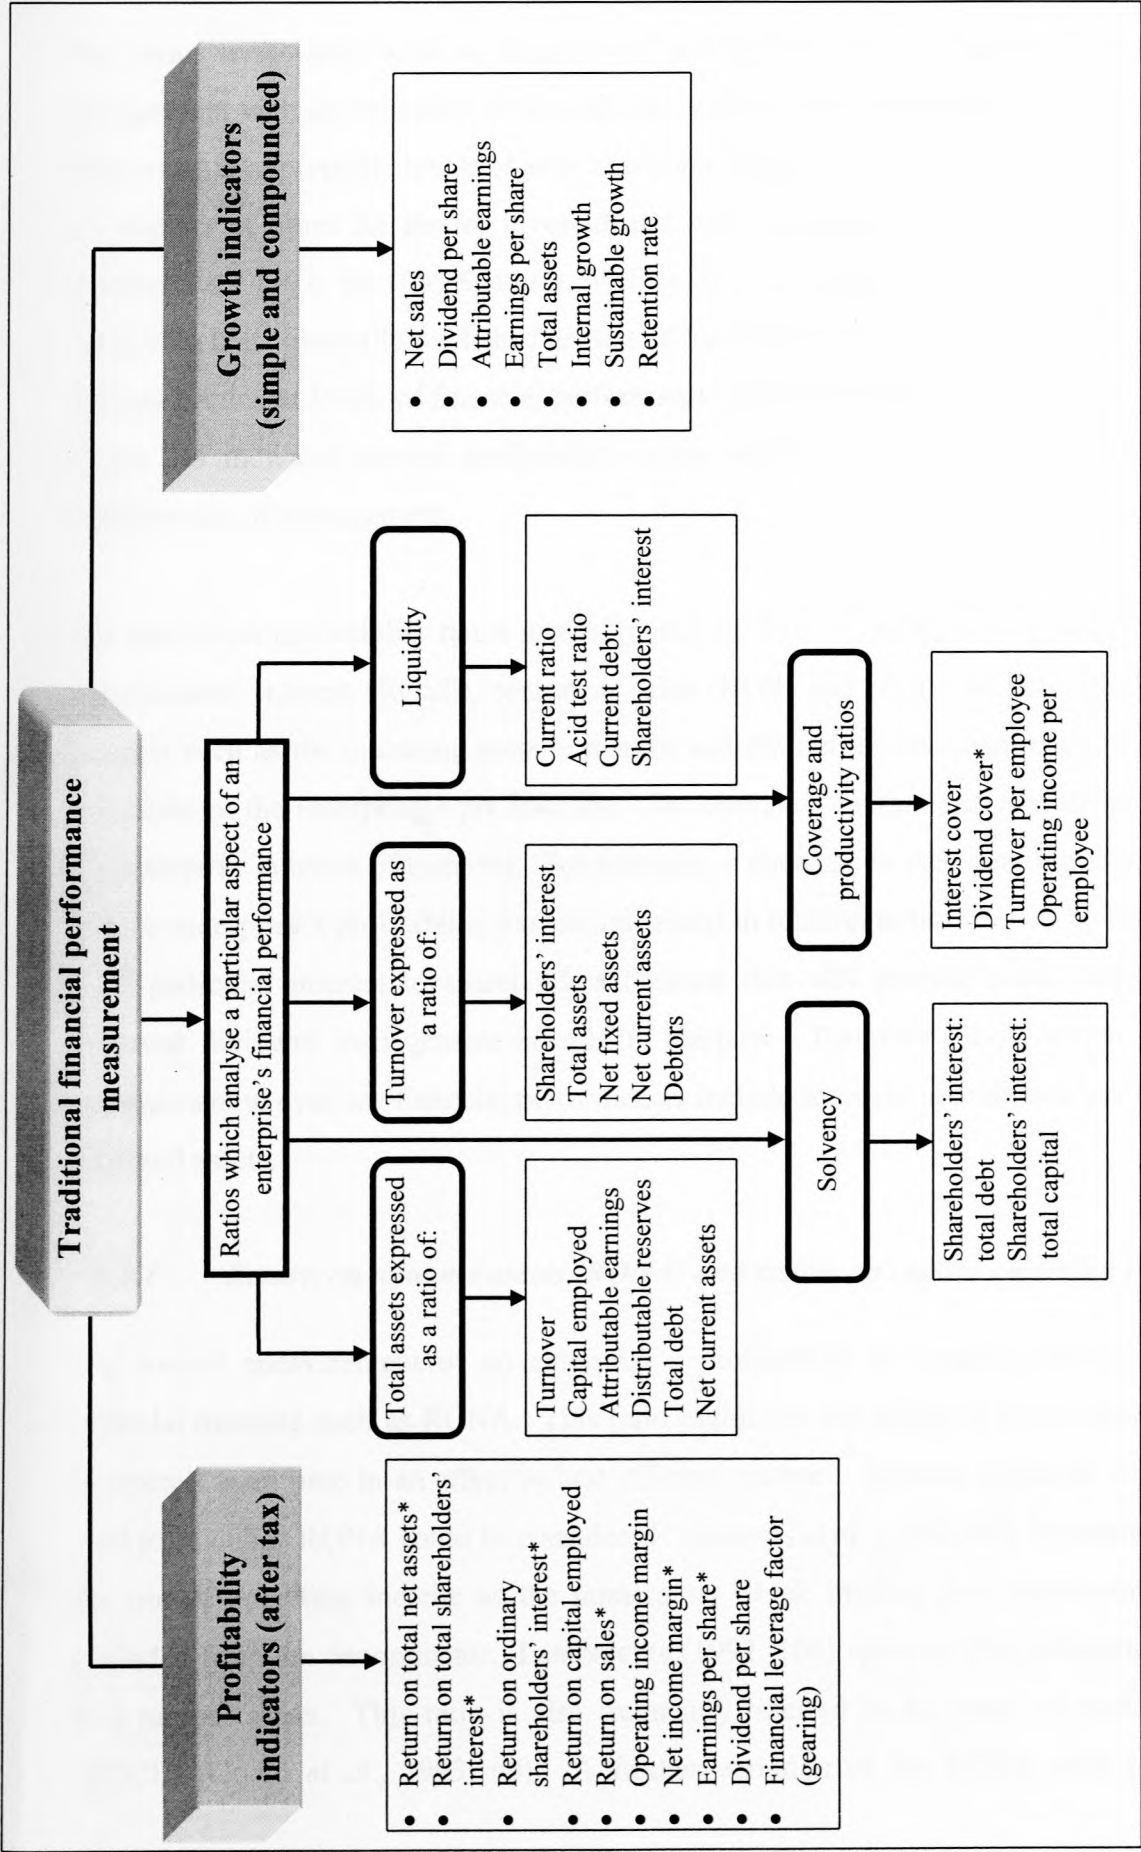 Traditional financial performance
measurement
Profitability
indicators (after tax)
Ratios which analyse a particular aspect of an
enterprise's financial performance
Growth indicators
(simple and compounded)
• Return on total net assets*
• Return on total shareholders'
interest*
• Return on ordinary
shareholders' interest*
• Return on capital employed
• Return on sales*
• Operating income margin
• Net income margin*
• Earnings per share*
• Dividend per share
• Financial leverage factor
(gearing)
Total assets expressed
as a ratio of:
Turnover
Capital employed
Attributable earnings
Distributable reserves
Total debt
Net current assets
Turnover expressed as
a ratio of:
Shareholders' interest
Total assets
Net fixed assets
Net current assets
Debtors
Liquidity
Current ratio
Acid test ratio
Current debt:
Shareholders' interest
Solvency
Shareholders' interest:
total debt
Shareholders' interest:
total capital
Coverage and
productivity ratios
Interest cover
Dividend cover*
Turnover per employee
Operating income per
employee
• Net sales
• Dividend per share
• Attributable earnings
• Earnings per share
• Total assets
• Internal growth
• Sustainable growth
• Retention rate